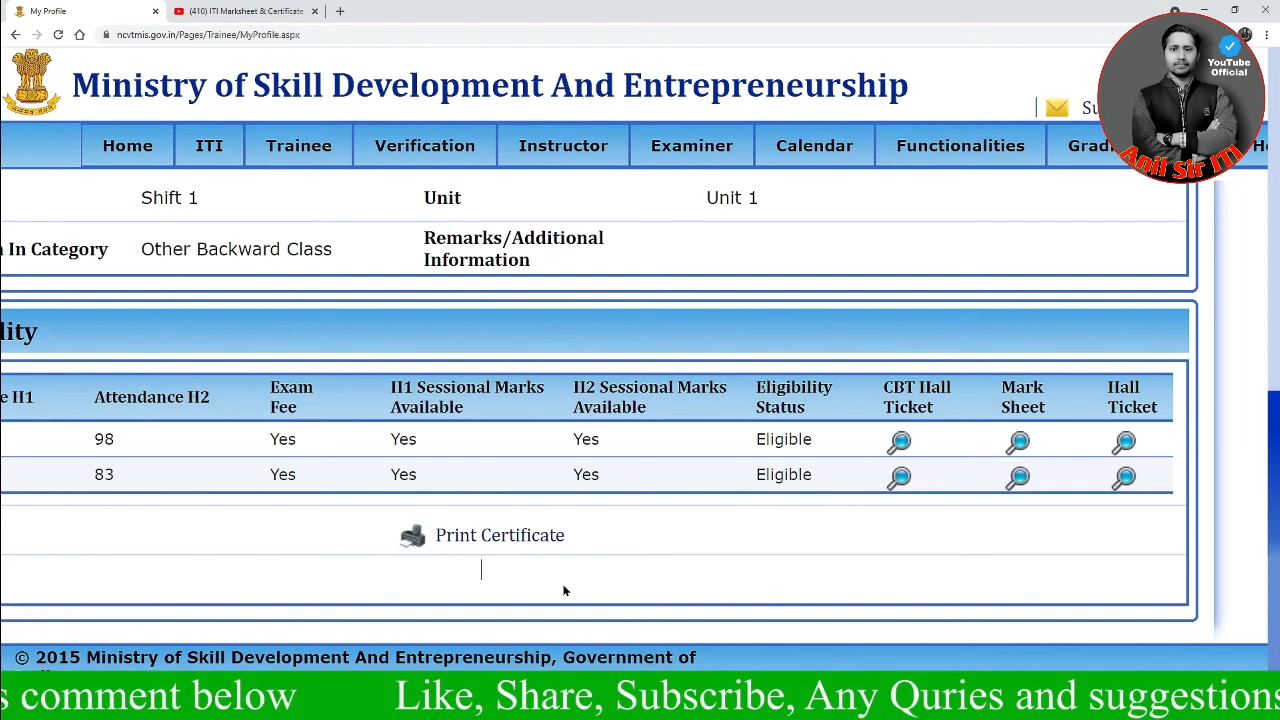 My Profile
(410) ITI Marksheet & Certificate
ncvtmis.gov.in/Pages/Trainee/MyProfile.aspx
YouTube
Official
Ministry of Skill Development And Entrepreneurship
Anil Sir ITI
Home ITI Trainee Verification Instructor Examiner Calendar Functionalities
Shift 1 Unit Unit 1
In Category Other Backward Class Remarks/Additional
Information
lity
e H1 Attendance H2 Exam
Fee H1 Sessional Marks
Available H2 Sessional Marks
Available Eligibility
Status CBT Hall
Ticket Mark
Sheet Hall
Ticket
98 Yes Yes Yes Eligible
83 Yes Yes Yes Eligible
Print Certificate
© 2015 Ministry of Skill Development And Entrepreneurship, Government of
s comment below Like, Share, Subscribe, Any Quries and suggestions